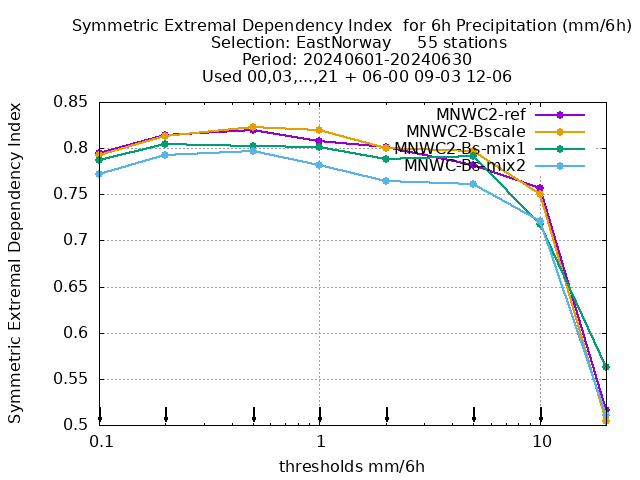 Symmetric Extremal Dependency Index  for 6h Precipitation (mm/6h)
Selection: EastNorway     55 stations
Period: 20240601-20240630
Used 00,03,...,21 + 06-00 09-03 12-06
Symmetric Extremal Dependency Index
0.85
0.8
0.75
0.7
0.65
0.6
0.55
0.5
MNWC2-ref
MNWC2-Bscale
MNWC2-Bs-mix1
MNWC-Bs-mix2
0.1
1
10
thresholds mm/6h